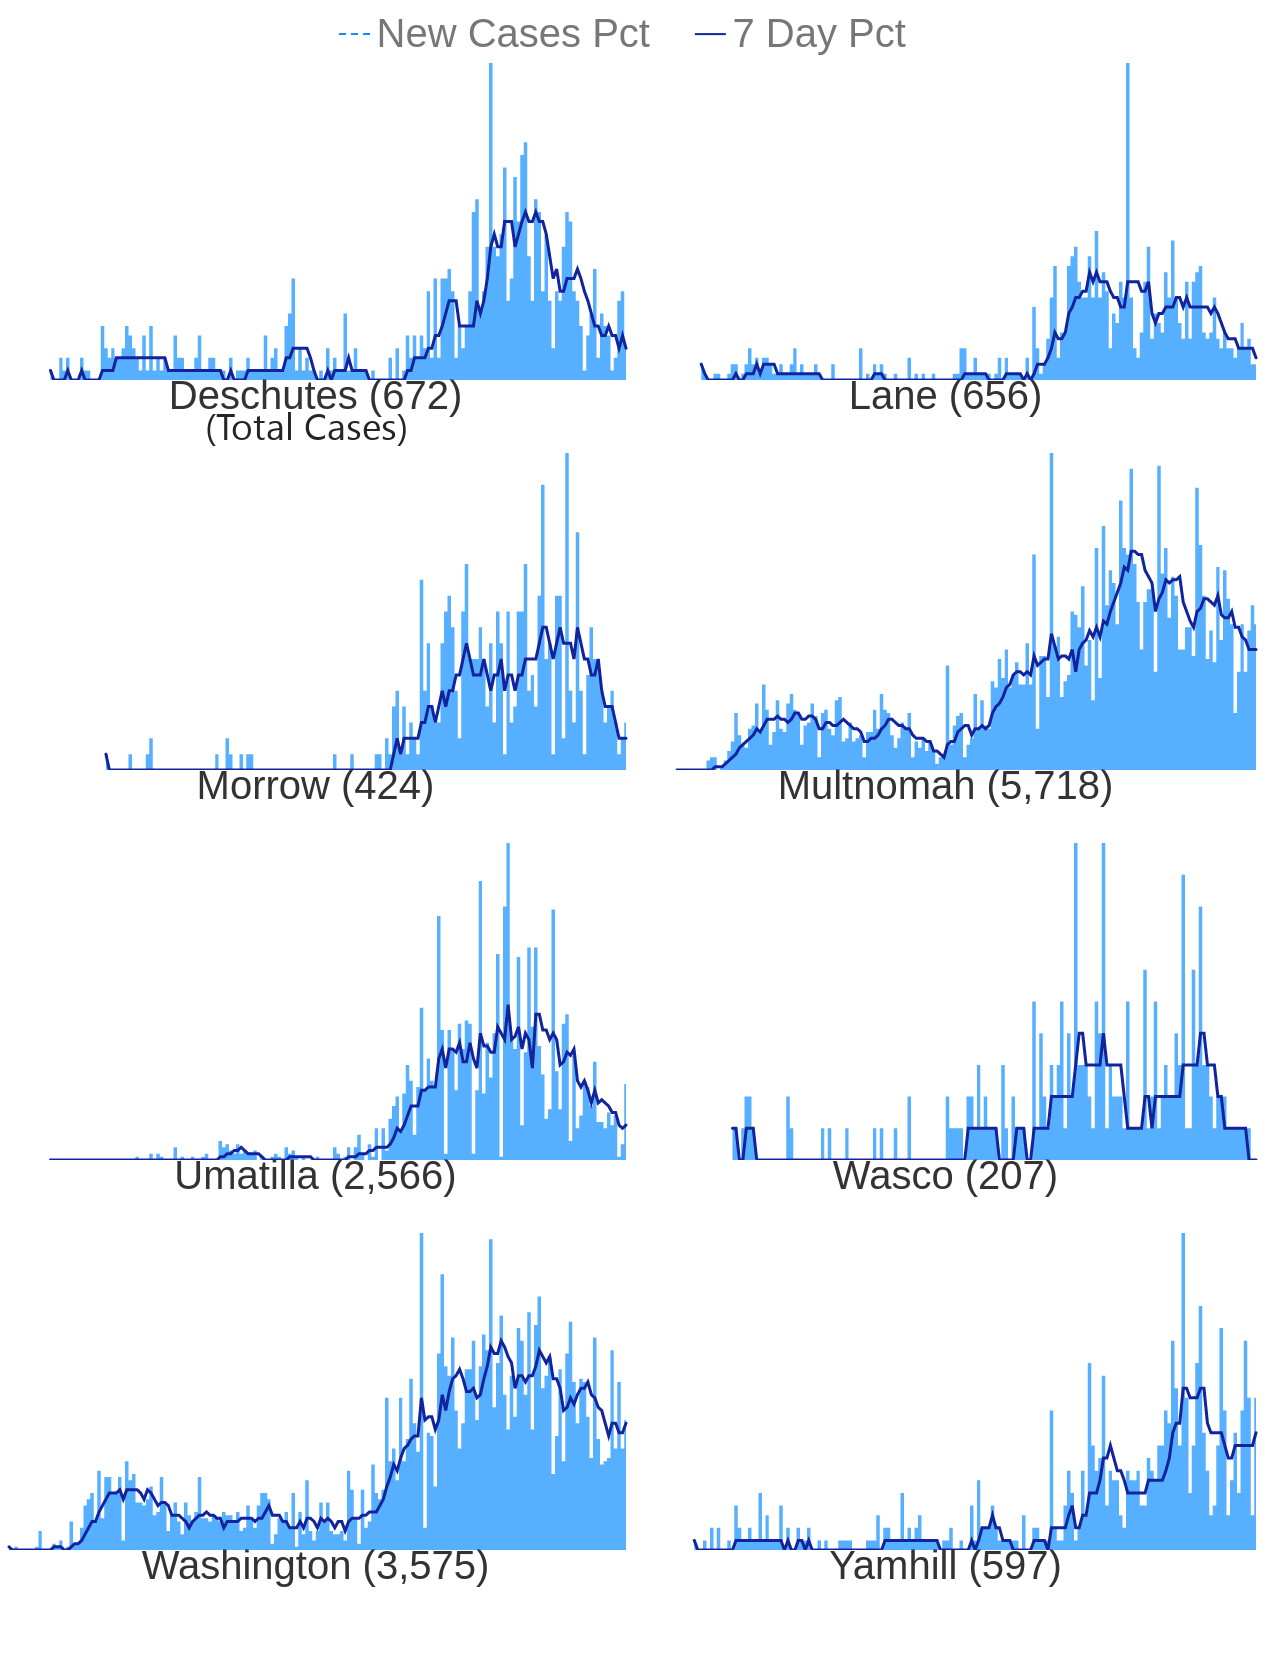 New Cases Pct 7 Day Pct
Deschutes (672) Lane (656)
(Total Cases)
Morrow (424) Multnomah (5,718)
Umatilla (2,566) Wasco (207)
Washington (3,575) Yamhill (597)